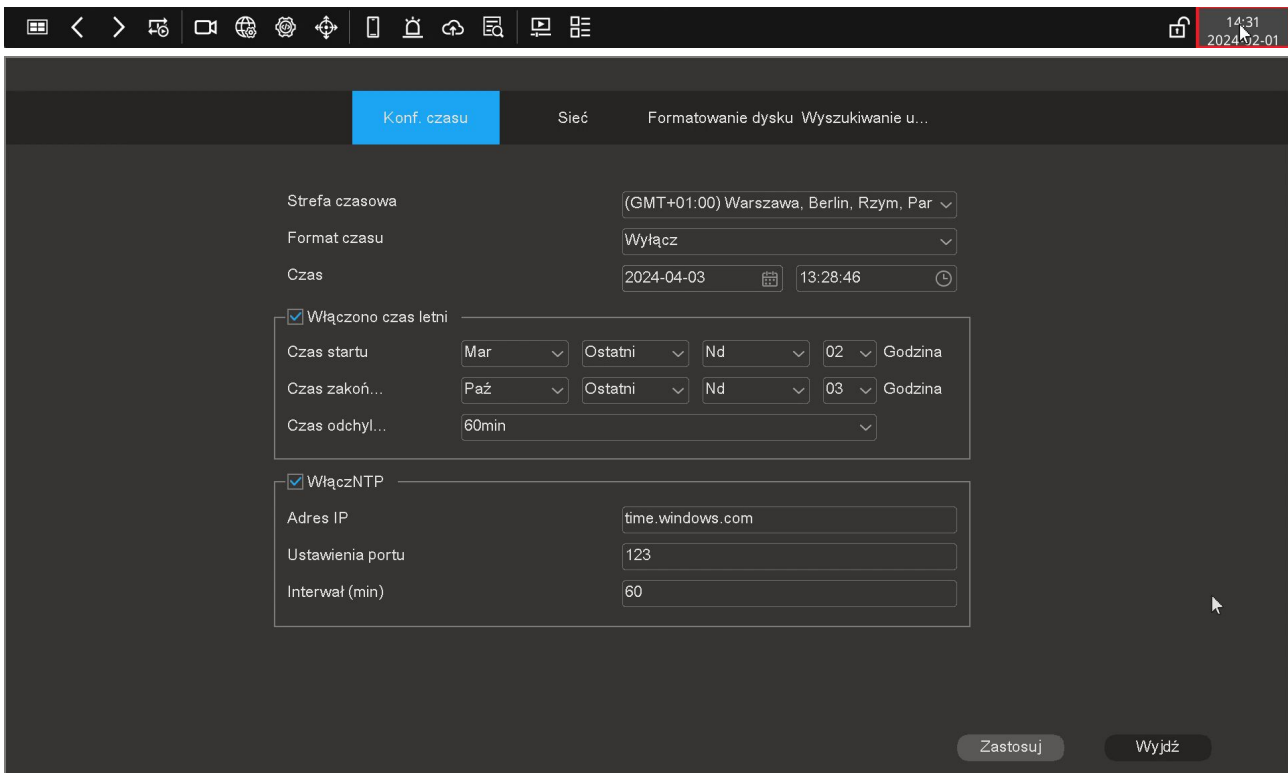 14:31
2024-02-01
Konf. czasu Sieć Formatowanie dysku Wyszukiwanie u...
Strefa czasowa (GMT+01:00) Warszawa, Berlin, Rzym, Par
Format czasu Wyłącz
Czas 2024-04-03 13:28:46
Włączono czas letni
Czas startu Mar Ostatni Nd 02 Godzina
Czas zakoń... Paź Ostatni Nd 03 Godzina
Czas odchyl... 60min
WłączNTP
Adres IP time.windows.com
Ustawienia portu 123
Interwał (min) 60
Zastosuj Wyjdź